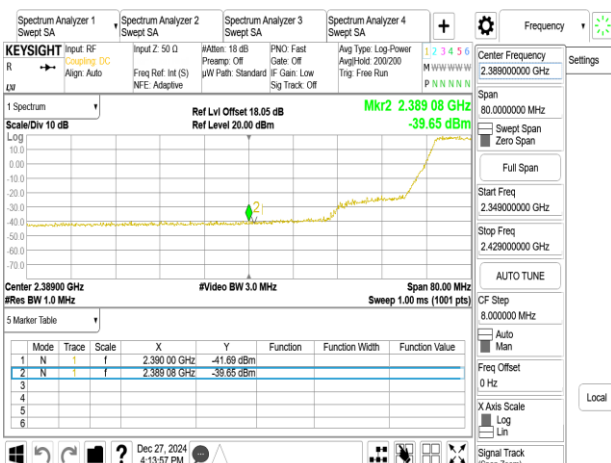 Spectrum Analyzer 1
Swept SA
Spectrum Analyzer 2
Swept SA
Spectrum Analyzer 3
Swept SA
Spectrum Analyzer 4
Swept SA
+
Frequency
KEYSIGHT
R
Input: RF
Coupling: DC
Align: Auto
Input Z: 50 Ω
Freq Ref: Int (S)
NFE: Adaptive
#Atten: 18 dB
Preamp: Off
µW Path: Standard
PNO: Fast
Gate: Off
IF Gain: Low
Sig Track: Off
Avg Type: Log-Power
Avg|Hold: 200/200
Trig: Free Run
1 2 3 4 5 6
M W W W W W
P N N N N N
1 Spectrum
Scale/Div 10 dB
Log
Ref Lvl Offset 18.05 dB
Ref Level 20.00 dBm
Mkr2 2.389 08 GHz
-39.65 dBm
10.0
0.00
-10.0
-20.0
-30.0
-40.0
-50.0
-60.0
-70.0
2
Center 2.38900 GHz
#Res BW 1.0 MHz
#Video BW 3.0 MHz
Span 80.00 MHz
Sweep 1.00 ms (1001 pts)
5 Marker Table
Mode Trace Scale X Y Function Function Width Function Value
1 N 1 f 2.390 00 GHz -41.69 dBm
2 N 1 f 2.389 08 GHz -39.65 dBm
3
4
5
6
Dec 27, 2024
4:13:57 PM
Center Frequency
2.389000000 GHz
Span
80.0000000 MHz
Swept Span
Zero Span
Full Span
Start Freq
2.349000000 GHz
Stop Freq
2.429000000 GHz
AUTO TUNE
CF Step
8.000000 MHz
Auto
Man
Freq Offset
0 Hz
X Axis Scale
Log
Lin
Signal Track
Settings
Local